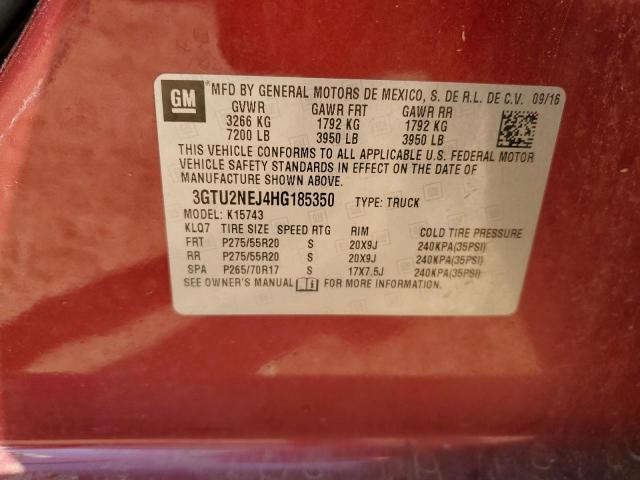 GM MFD BY GENERAL MOTORS DE MEXICO, S. DE R.L. DE C.V. 09/16
GVWR GAWR FRT GAWR RR
3266 KG 1792 KG 1792 KG
7200 LB 3950 LB 3950 LB
THIS VEHICLE CONFORMS TO ALL APPLICABLE U.S. FEDERAL MOTOR
VEHICLE SAFETY STANDARDS IN EFFECT ON THE DATE OF
MANUFACTURE SHOWN ABOVE.
3GTU2NEJ4HG185350 TYPE: TRUCK
MODEL: K15743
KLQ7 TIRE SIZE SPEED RTG RIM COLD TIRE PRESSURE
FRT P275/55R20 S 20X9J 240KPA(35PSI)
RR P275/55R20 S 20X9J 240KPA(35PSI)
SPA P265/70R17 S 17X7.5J 240KPA(35PSI)
SEE OWNER'S MANUAL FOR MORE INFORMATION.